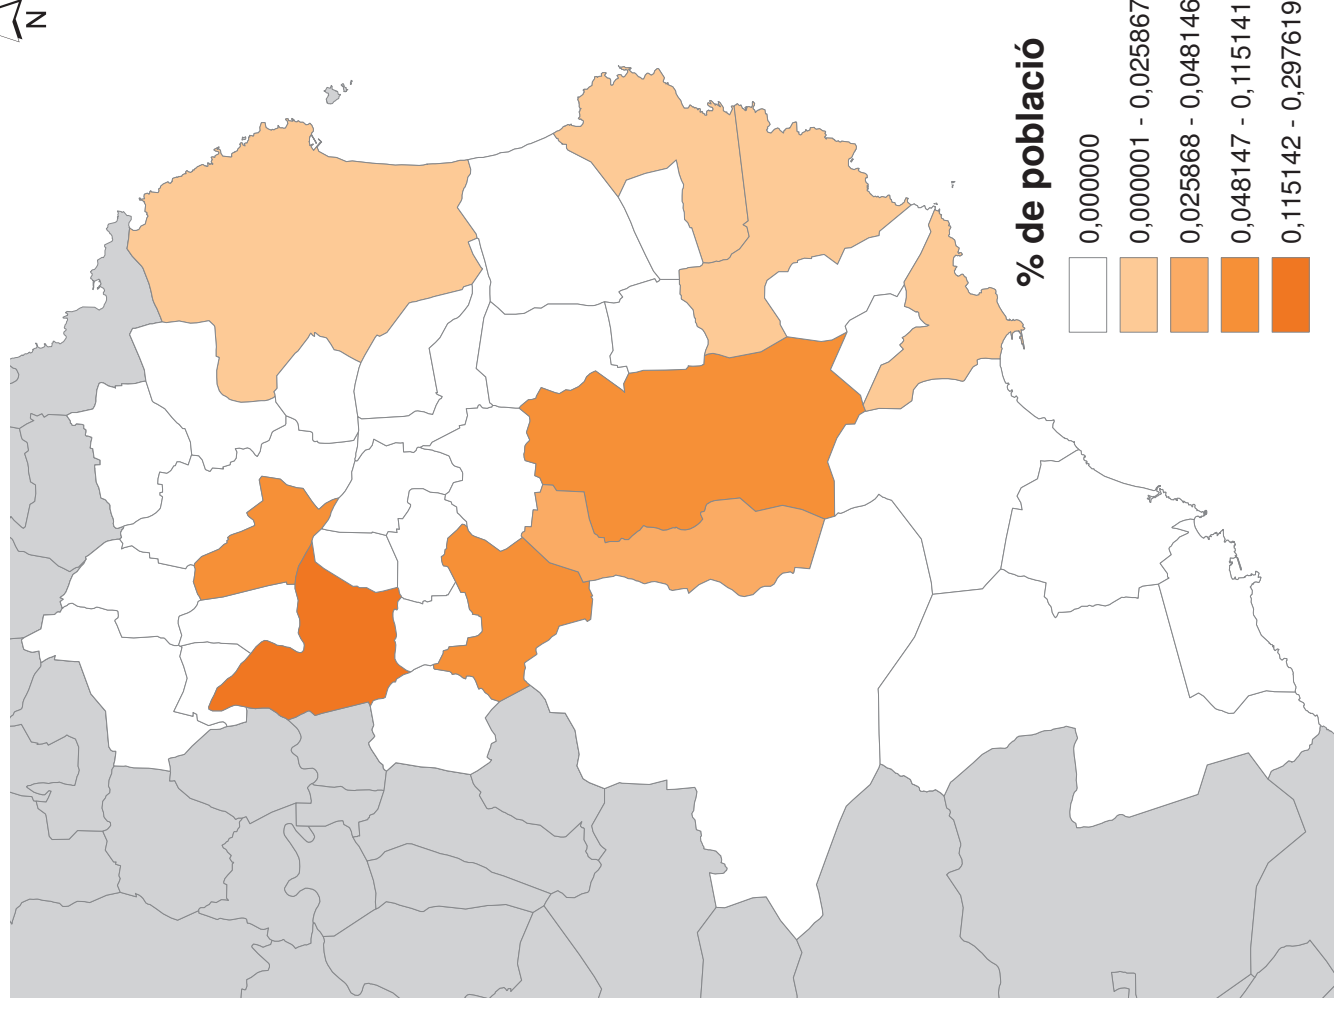 N
% de població
0,000000
0,000001 - 0,025867
0,025868 - 0,048146
0,048147 - 0,115141
0,115142 - 0,297619